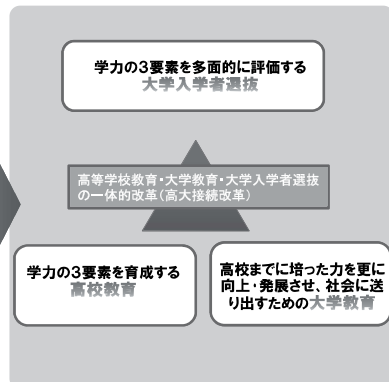 学力の3要素を多面的に評価する
大学入学者選抜
高等学校教育・大学教育・大学入学者選抜
の一体的改革(高大接続改革)
学力の3要素を育成する
高校教育
高校までに培った力を更に
向上・発展させ、社会に送
り出すための大学教育